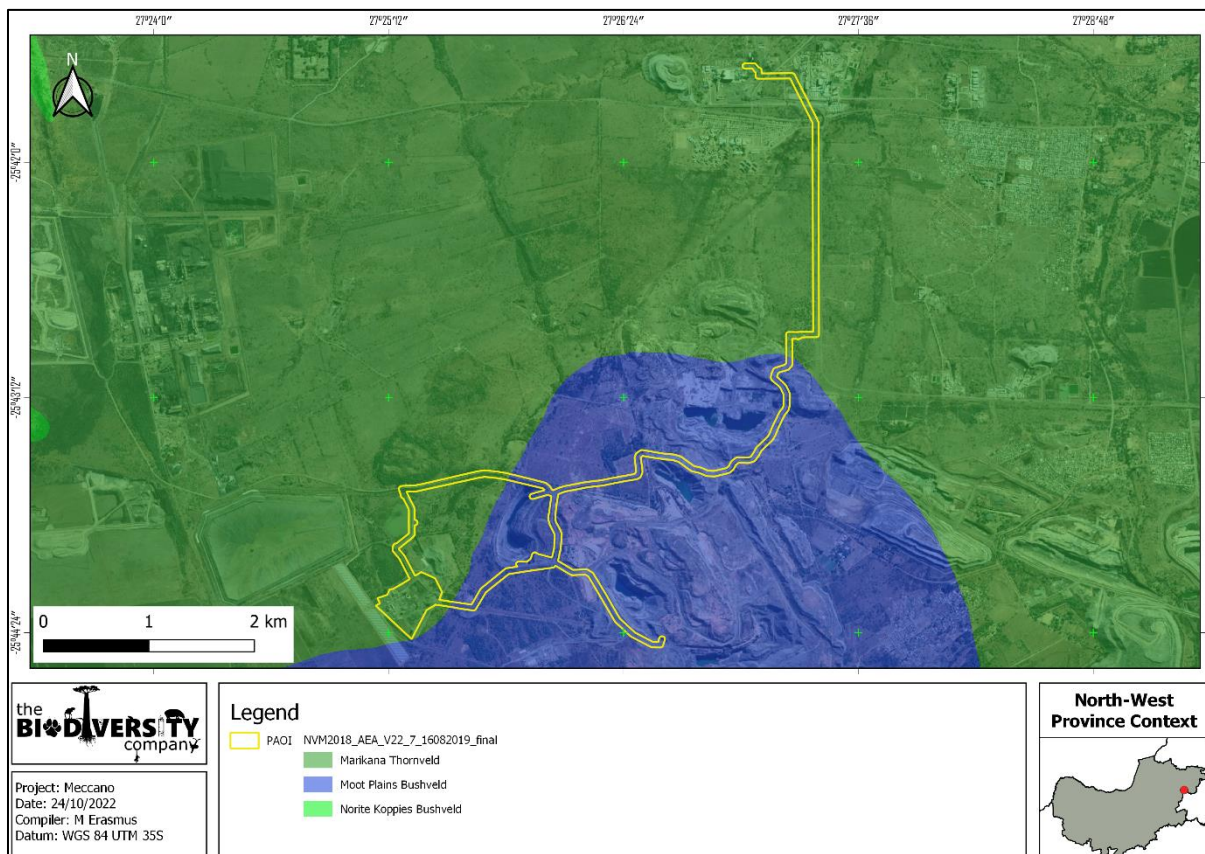 27°24′0″ 27°25′12″ 27°26′24″ 27°27′36″ 27°28′48″
N
-25°42′0″
-25°43′12″
-25°44′24″
0 1 2 km
the
BIODIVERSITY
company
Project: Meccano
Date: 24/10/2022
Compiler: M Erasmus
Datum: WGS 84 UTM 35S
Legend
PAOI NVM2018_AEA_V22_7_16082019_final
Marikana Thornveld
Moot Plains Bushveld
Norite Koppies Bushveld
North-West
Province Context